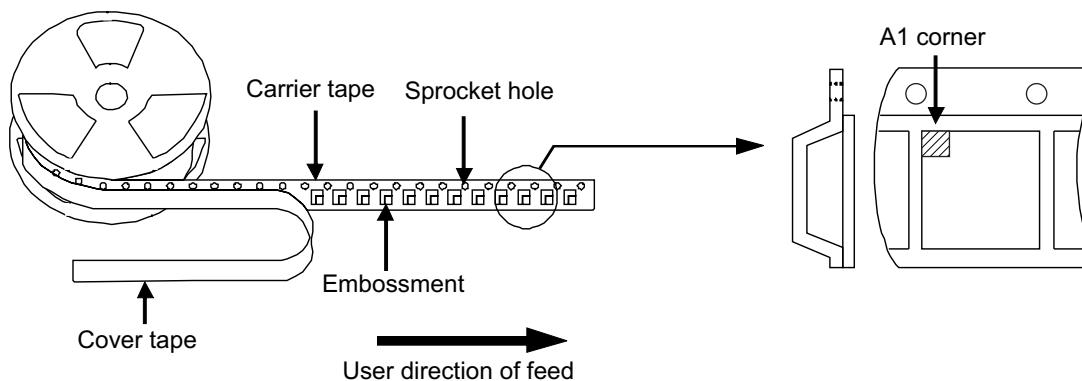 A1 corner
Carrier tape
Sprocket hole
Embossment
Cover tape
User direction of feed